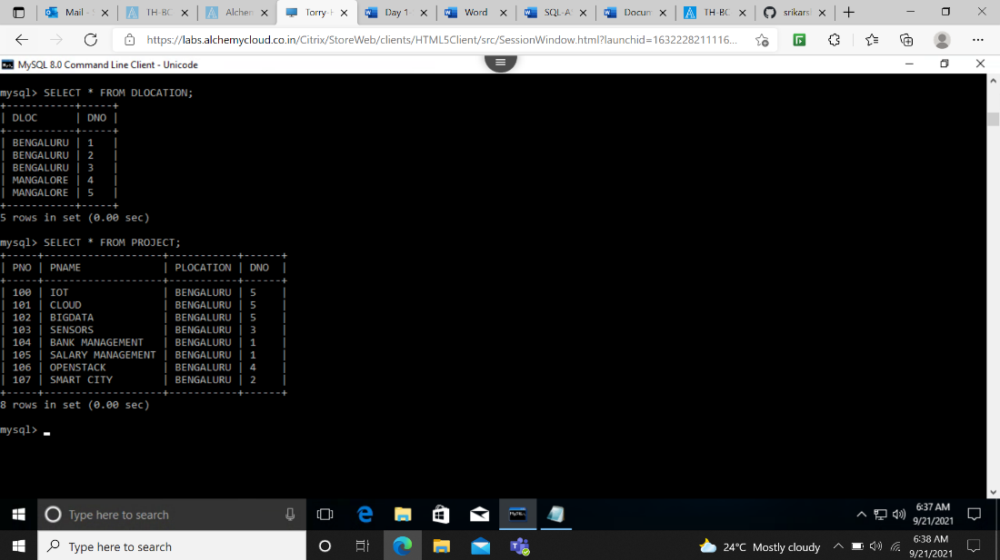 Mail - S
TH-BC
Alchem
Torry-H
Day 1-
Word
SQL-AS
Docum
TH-BC
srikarsh
https://labs.alchemycloud.co.in/Citrix/StoreWeb/clients/HTML5Client/src/SessionWindow.html?launchid=1632228211116...
MySQL 8.0 Command Line Client - Unicode
mysql> SELECT * FROM DLOCATION;
+-----------+-----+
| DLOC      | DNO |
+-----------+-----+
| BENGALURU | 1   |
| BENGALURU | 2   |
| BENGALURU | 3   |
| MANGALORE | 4   |
| MANGALORE | 5   |
+-----------+-----+
5 rows in set (0.00 sec)
mysql> SELECT * FROM PROJECT;
+-----+-------------------+-----------+------+
| PNO | PNAME             | PLOCATION | DNO  |
+-----+-------------------+-----------+------+
| 100 | IOT               | BENGALURU | 5    |
| 101 | CLOUD             | BENGALURU | 5    |
| 102 | BIGDATA           | BENGALURU | 5    |
| 103 | SENSORS           | BENGALURU | 3    |
| 104 | BANK MANAGEMENT   | BENGALURU | 1    |
| 105 | SALARY MANAGEMENT | BENGALURU | 1    |
| 106 | OPENSTACK         | BENGALURU | 4    |
| 107 | SMART CITY        | BENGALURU | 2    |
+-----+-------------------+-----------+------+
8 rows in set (0.00 sec)
mysql>
Type here to search
6:37 AM
9/21/2021
Type here to search
24°C Mostly cloudy
6:38 AM
9/21/2021